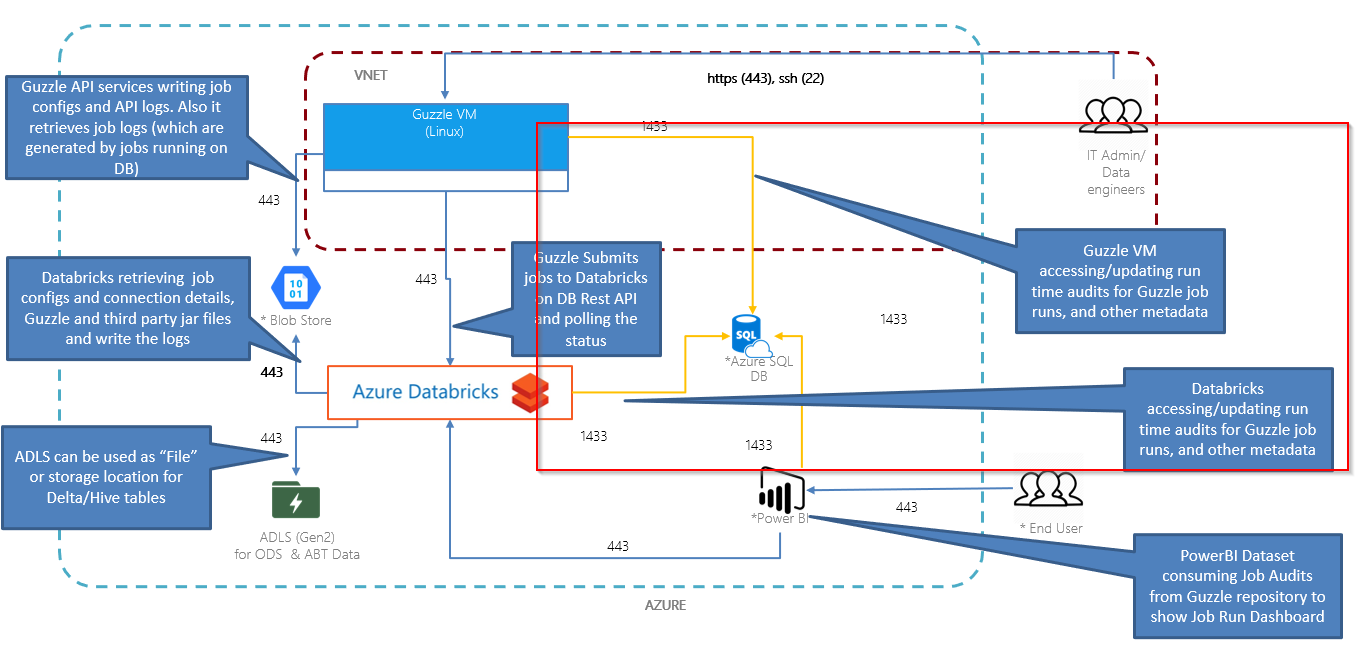 VNET
https (443), ssh (22)
Guzzle API services writing job
configs and API logs. Also it
retrieves job logs (which are
generated by jobs running on
DB)
Guzzle VM
(Linux)
1433
IT Admin/
Data
engineers
443
Guzzle VM
accessing/updating run
time audits for Guzzle job
runs, and other metadata
Guzzle Submits
jobs to Databricks
on DB Rest API
and polling the
status
443
Databricks retrieving job
configs and connection details,
Guzzle and third party jar files
and write the logs
10
01
* Blob Store
SQL
1433
*Azure SQL
DB
443
Azure Databricks
Databricks
accessing/updating run
time audits for Guzzle job
runs, and other metadata
443
1433
1433
ADLS can be used as “File”
or storage location for
Delta/Hive tables
*Power BI
443
* End User
ADLS (Gen2)
for ODS & ABT Data
443
PowerBI Dataset
consuming Job Audits
from Guzzle repository to
show Job Run Dashboard
AZURE